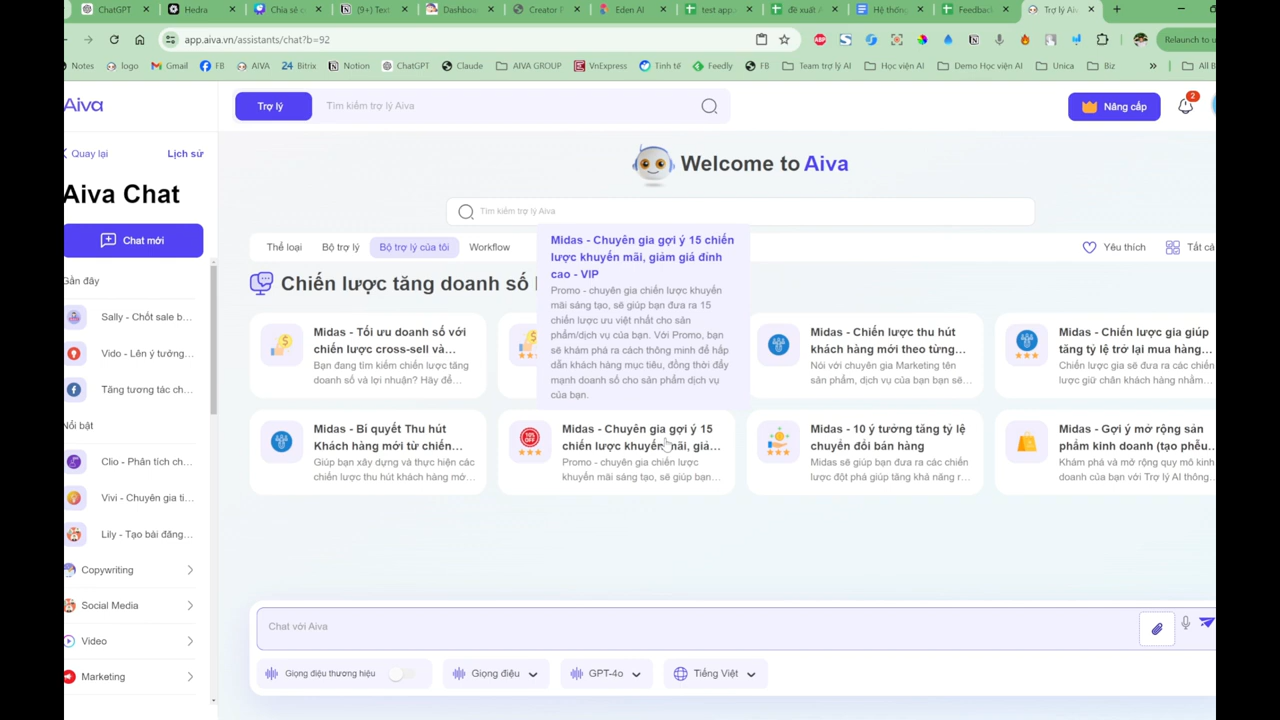 ChatGPT
Hedra
Chia sẻ c
(9+) Text
Dashboa
Creator F
Eden AI
test app.
đề xuất A
Hệ thống
Feedback
Trợ lý Aiv
app.aiva.vn/assistants/chat?b=92
Relaunch to u
Notes
logo
Gmail
FB
AIVA
Bitrix
Notion
ChatGPT
Claude
AIVA GROUP
VnExpress
Tinh tế
Feedly
FB
Team trợ lý AI
Học viện AI
Demo Học viện AI
Unica
Biz
All B
Aiva
Trợ lý
Tìm kiếm trợ lý Aiva
Nâng cấp
2
Quay lại
Lịch sử
Aiva Chat
Chat mới
Gần đây
Sally - Chốt sale b...
Vido - Lên ý tưởng...
Tăng tương tác ch...
Nổi bật
Clio - Phân tích ch...
Vivi - Chuyên gia ti...
Lily - Tạo bài đăng...
Copywriting
Social Media
Video
Marketing
Welcome to Aiva
Tìm kiếm trợ lý Aiva
Thể loại
Bộ trợ lý
Bộ trợ lý của tôi
Workflow
Yêu thích
Tất cả
Chiến lược tăng doanh số
Midas - Chuyên gia gợi ý 15 chiến
lược khuyến mãi, giảm giá đỉnh
cao - VIP
Promo - chuyên gia chiến lược khuyến
mãi sáng tạo, sẽ giúp bạn đưa ra 15
chiến lược ưu việt nhất cho sản
phẩm/dịch vụ của bạn. Với Promo, bạn
sẽ khám phá ra cách thông minh để hấp
dẫn khách hàng mục tiêu, đồng thời đẩy
mạnh doanh số cho sản phẩm dịch vụ
của bạn.
Midas - Tối ưu doanh số với
chiến lược cross-sell và...
Bạn đang tìm kiếm chiến lược tăng
doanh số và lợi nhuận? Hãy để...
Midas - Chiến lược thu hút
khách hàng mới theo từng...
Nói với chuyên gia Marketing tên
sản phẩm, dịch vụ của bạn bạn sẽ...
Midas - Chiến lược gia giúp
tăng tỷ lệ trở lại mua hàng...
Chiến lược gia sẽ đưa ra các chiến
lược giữ chân khách hàng nhằm...
Midas - Bí quyết Thu hút
Khách hàng mới từ chiến...
Giúp bạn xây dựng và thực hiện các
chiến lược thu hút khách hàng mớ...
Midas - Chuyên gia gợi ý 15
chiến lược khuyến mãi, giả...
Promo - chuyên gia chiến lược
khuyến mãi sáng tạo, sẽ giúp bạn...
Midas - 10 ý tướng tăng tỷ lệ
chuyển đổi bán hàng
Midas sẽ giúp bạn đưa ra các chiến
lược đột phá giúp tăng khả năng r...
Midas - Gợi ý mở rộng sản
phẩm kinh doanh (tạo phễu...
Khám phá và mở rộng quy mô kinh
doanh của bạn với Trợ lý AI thông...
Chat với Aiva
Giọng điệu thương hiệu
Giọng điệu
GPT-4o
Tiếng Việt